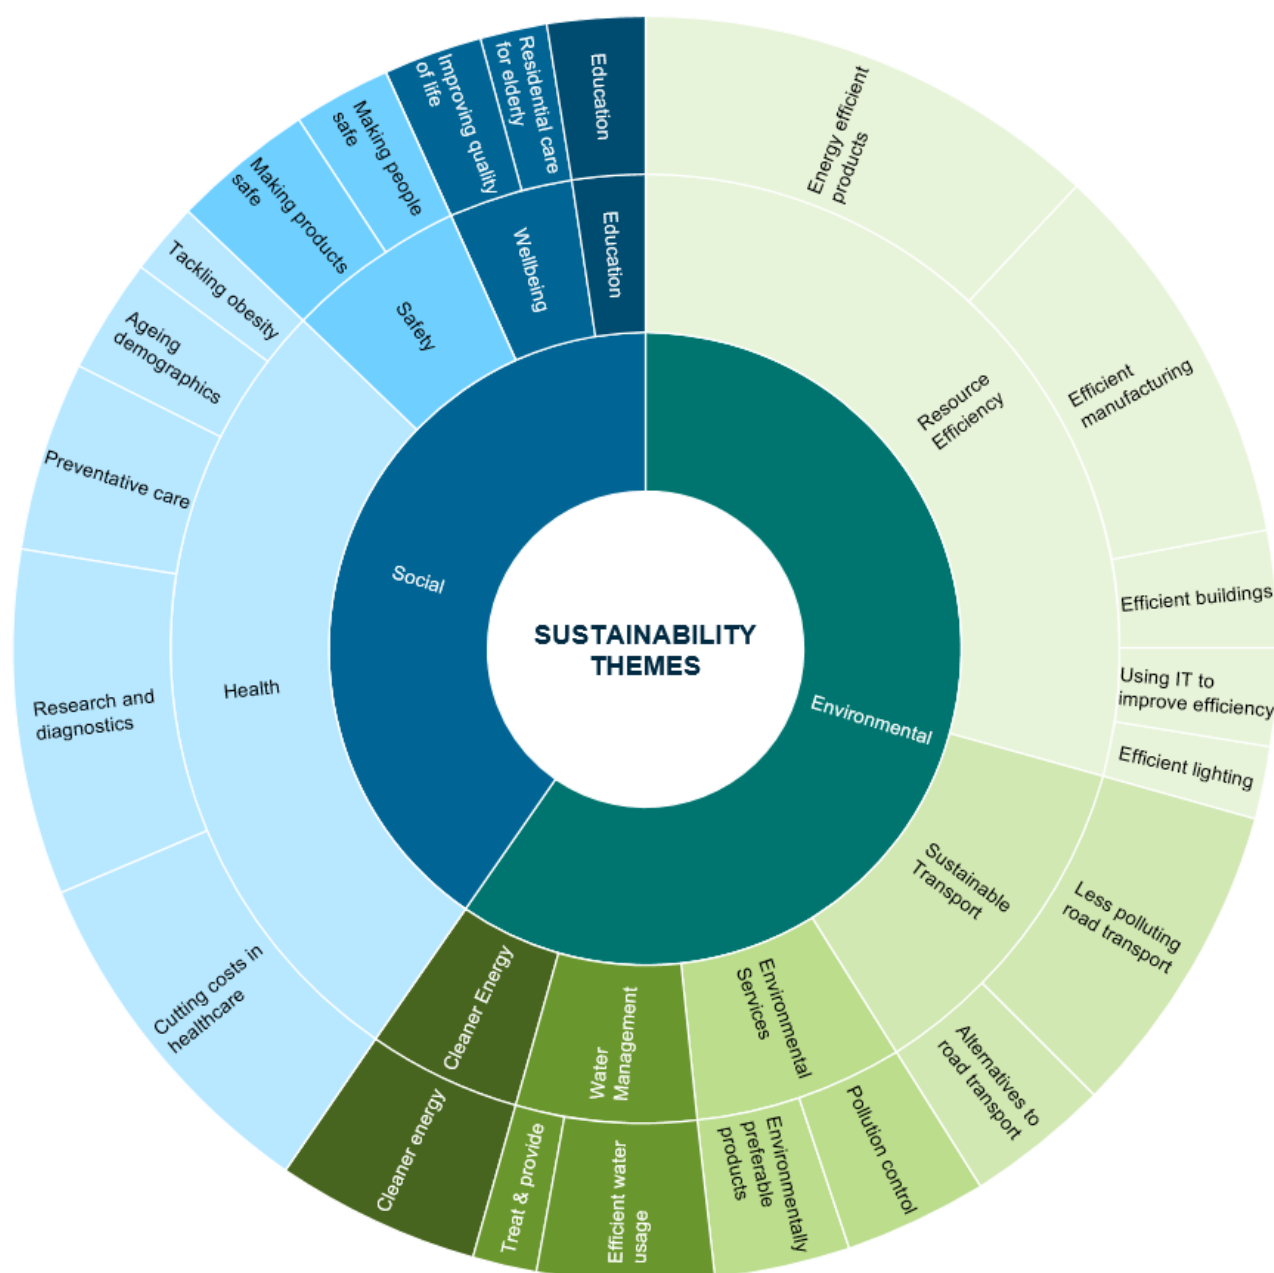 SUSTAINABILITY
THEMES
Environmental
Social
Resource
Efficiency
Energy efficient
products
Efficient
manufacturing
Efficient buildings
Using IT to
improve efficiency
Efficient lighting
Sustainable
Transport
Less polluting
road transport
Alternatives to
road transport
Environmental
Services
Pollution control
Environmentally
preferable
products
Water
Management
Efficient water
usage
Treat & provide
Cleaner Energy
Cleaner energy
Health
Cutting costs in
healthcare
Research and
diagnostics
Preventative care
Ageing
demographics
Tackling obesity
Safety
Making products
safe
Making people
safe
Wellbeing
Improving quality
of life
Residential care
for elderly
Education
Education